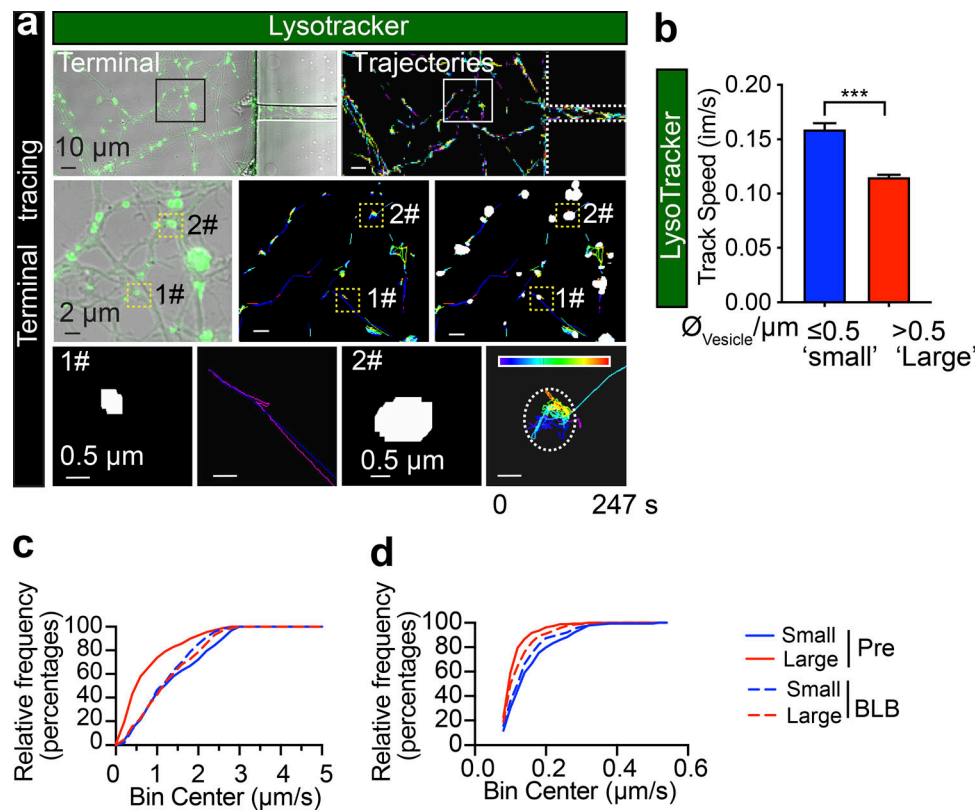 a
Lysotracker
Terminal tracing
Terminal
Trajectories
10 µm
2#
1#
2 µm
2#
1#
2#
1#
1#
0.5 µm
2#
0.5 µm
0 247 s
b
LysoTracker
Track Speed (im/s)
0.20
0.15
0.10
0.05
0.00
***
ØVesicle/µm
≤0.5 >0.5
'small' 'Large'
c
Relative frequency
(percentages)
100
80
60
40
20
0
0 1 2 3 4 5
Bin Center (µm/s)
d
Relative frequency
(percentages)
100
80
60
40
20
0.0 0.2 0.4 0.6
Bin Center (µm/s)
Small
Large
Pre
Small
Large
BLB